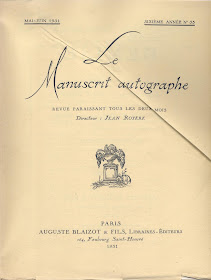 MAI-JUIN 1931
SIXIÈME ANNÉE N° 33
Le
Manuscrit autographe
REVUE PARAISSANT TOUS LES DEUX MOIS
Directeur : JEAN ROYÈRE
PARIS
AUGUSTE BLAIZOT & FILS, LIBRAIRES-ÉDITEURS
164, Faubourg Saint-Honoré
1931